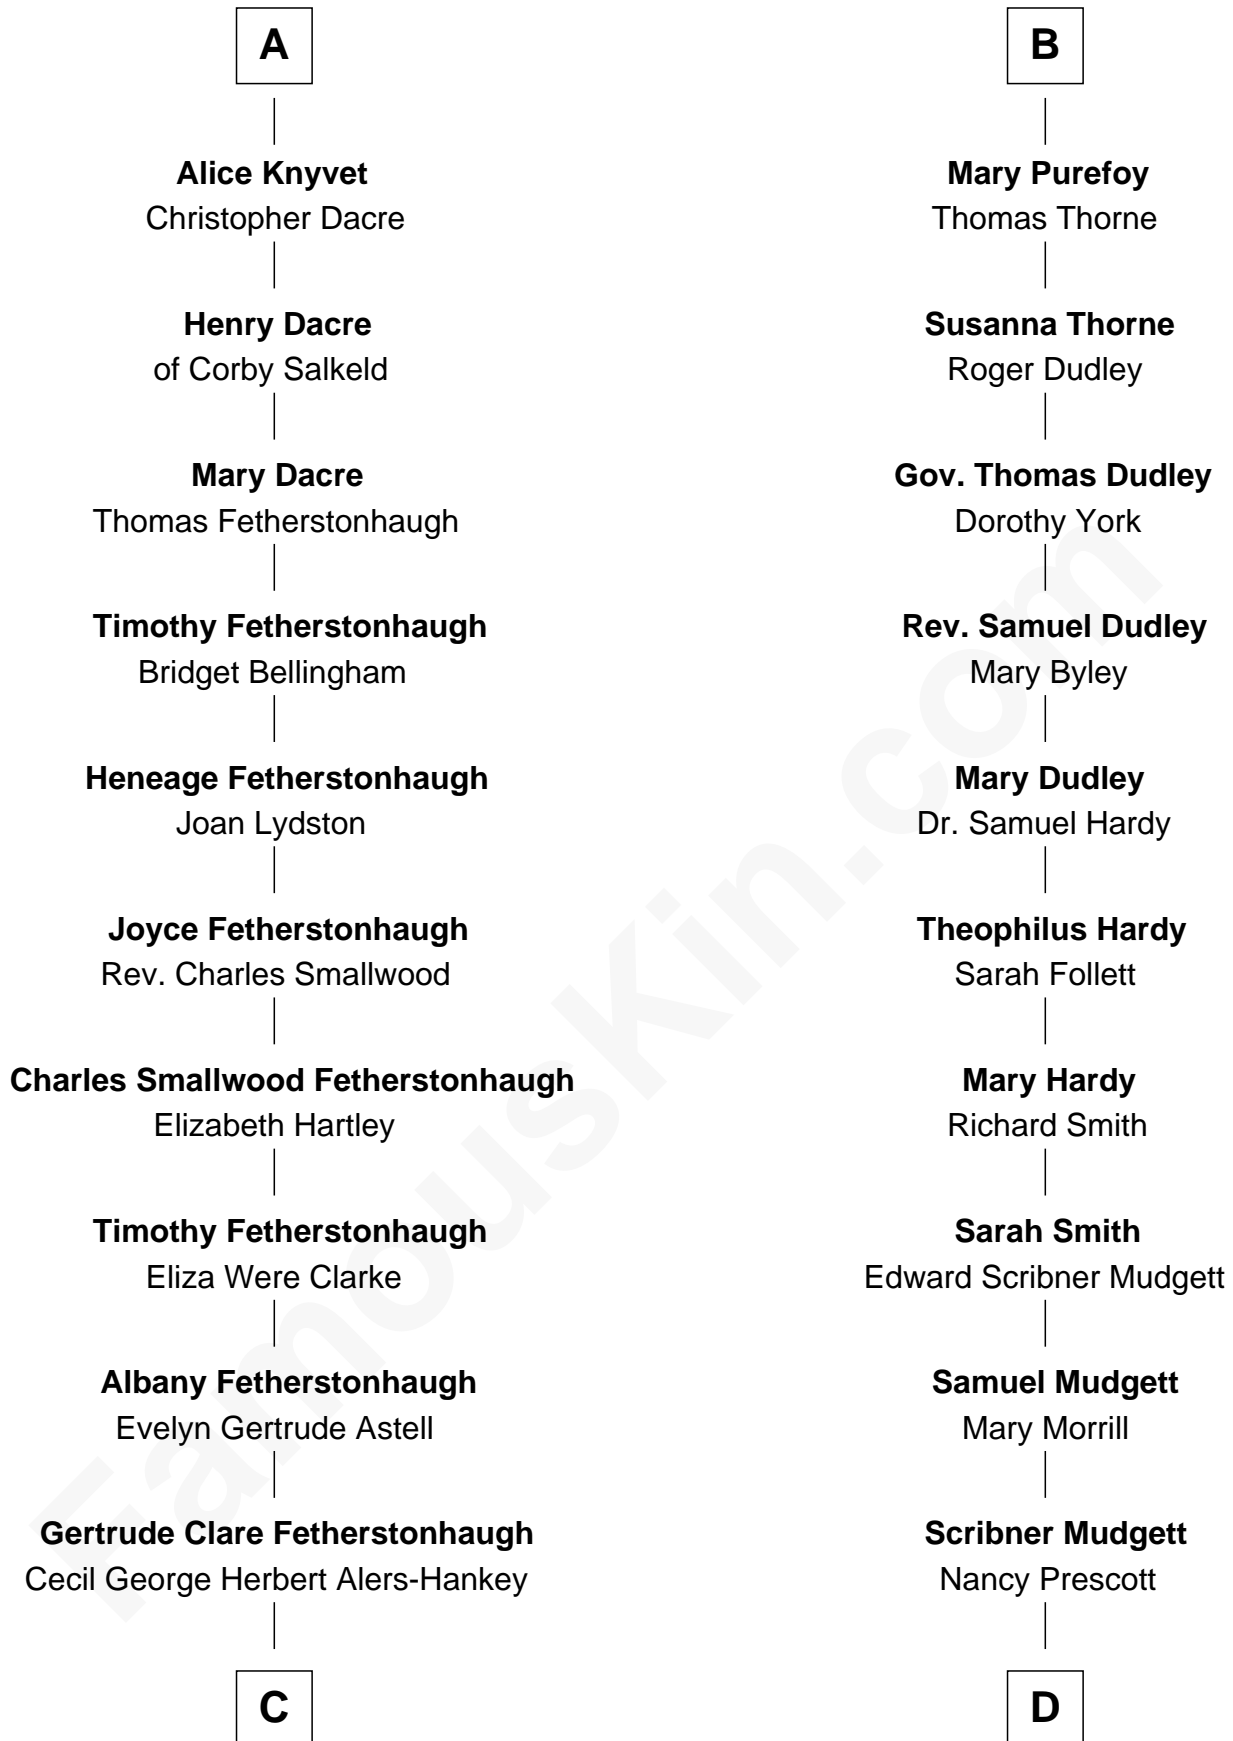 A
Alice Knyvet
Christopher Dacre
Henry Dacre
of Corby Salkeld
Mary Dacre
Thomas Fetherstonhaugh
Timothy Fetherstonhaugh
Bridget Bellingham
Heneage Fetherstonhaugh
Joan Lydston
Joyce Fetherstonhaugh
Rev. Charles Smallwood
Charles Smallwood Fetherstonhaugh
Elizabeth Hartley
Timothy Fetherstonhaugh
Eliza Were Clarke
Albany Fetherstonhaugh
Evelyn Gertrude Astell
Gertrude Clare Fetherstonhaugh
Cecil George Herbert Alers-Hankey
C
B
Mary Purefoy
Thomas Thorne
Susanna Thorne
Roger Dudley
Gov. Thomas Dudley
Dorothy York
Rev. Samuel Dudley
Mary Byley
Mary Dudley
Dr. Samuel Hardy
Theophilus Hardy
Sarah Follett
Mary Hardy
Richard Smith
Sarah Smith
Edward Scribner Mudgett
Samuel Mudgett
Mary Morrill
Scribner Mudgett
Nancy Prescott
D
FamousKin.com